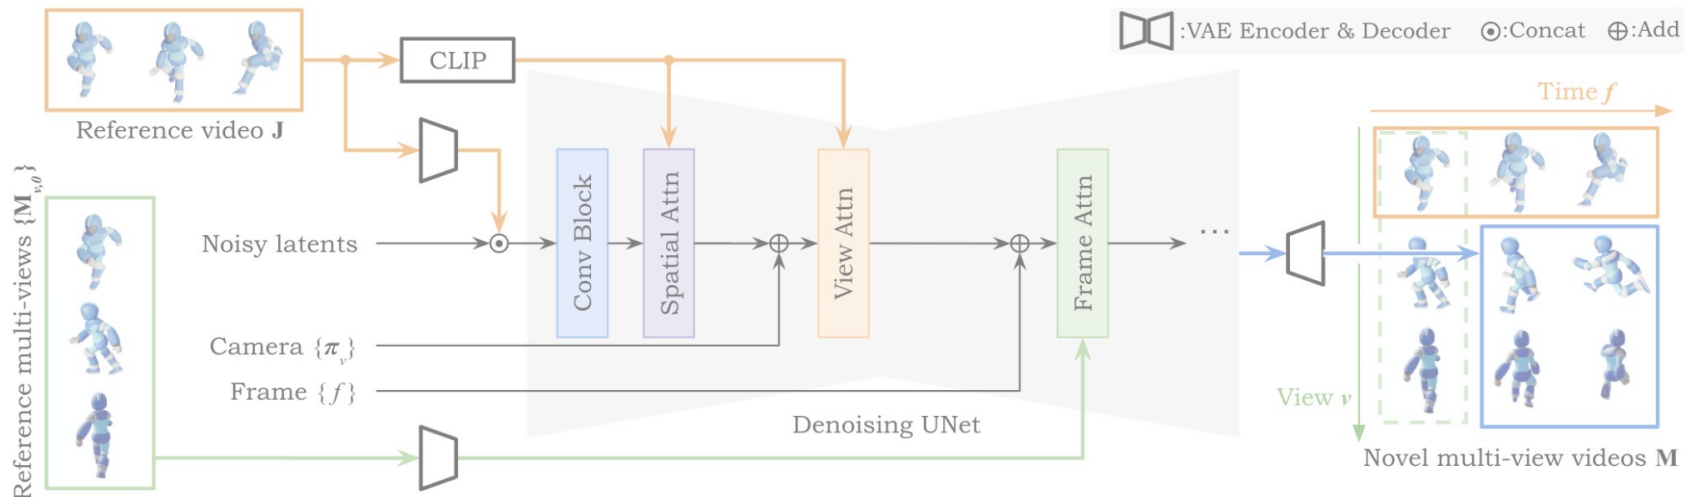 CLIP
:VAE Encoder & Decoder
⊙:Concat
⊕:Add
Reference video J
Time f
Reference multi-views {M_{v,0}}
Noisy latents
Conv Block
Spatial Attn
View Attn
Frame Attn
...
Camera {π_v}
Frame {f}
View v
Denoising UNet
Novel multi-view videos M